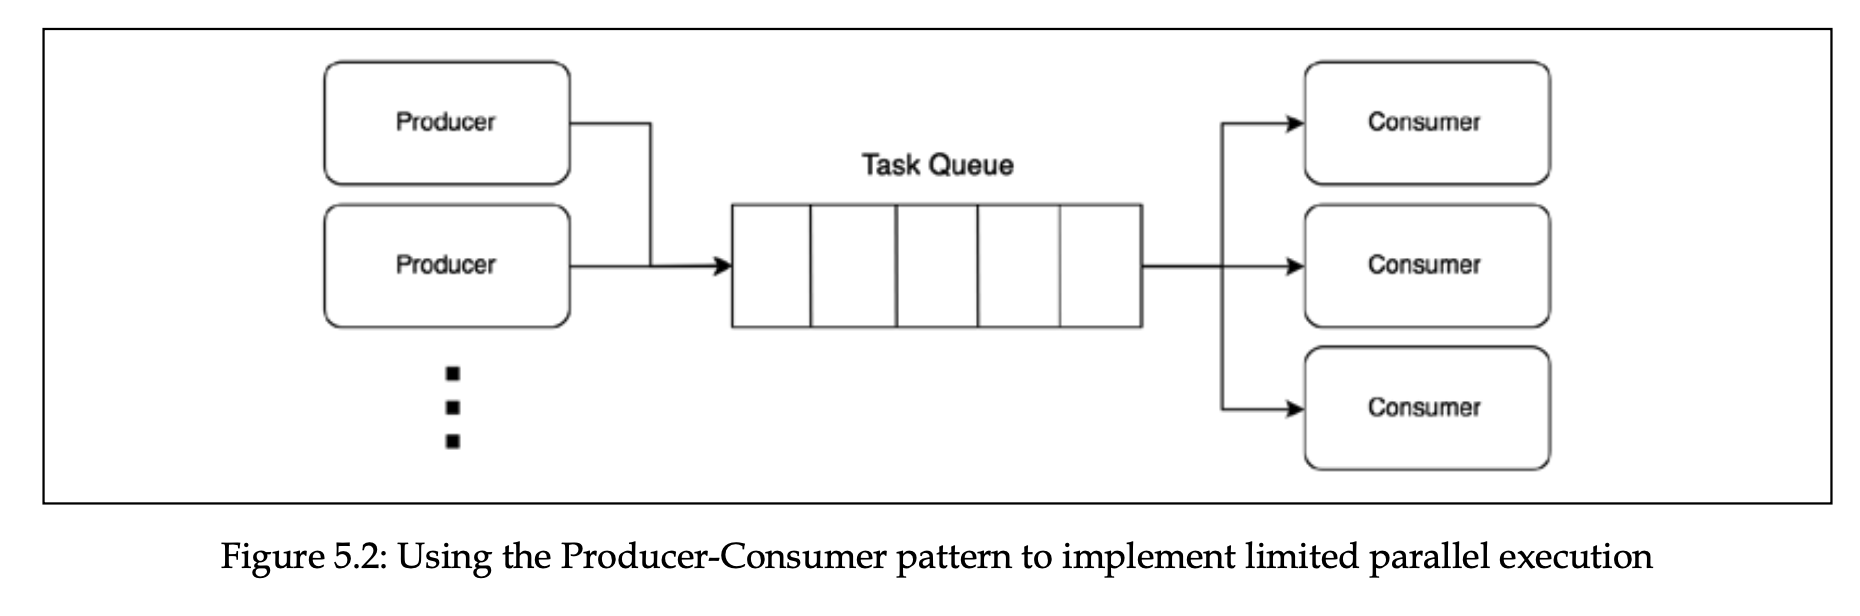 Producer
Consumer
Task Queue
Producer
Consumer
Consumer
Figure 5.2: Using the Producer-Consumer pattern to implement limited parallel execution